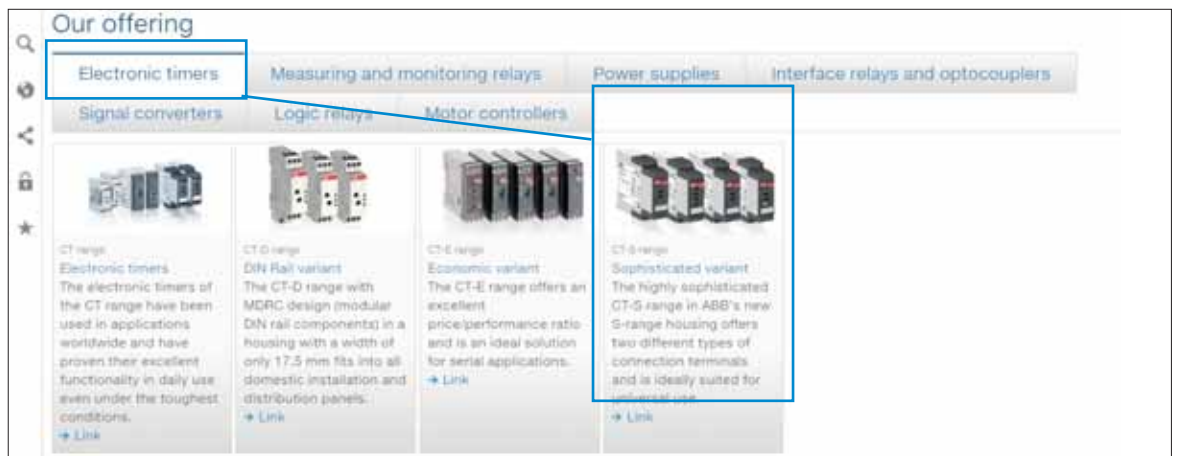 Our offering
Electronic timers
Measuring and monitoring relays
Power supplies
Interface relays and optocouplers
Signal converters
Logic relays
Motor controllers
CT range
Electronic timers
The electronic timers of
the CT range have been
used in applications
worldwide and have
proven their excellent
functionality in daily use
even under the toughest
conditions.
→ Link
CT-D range
DIN Rail variant
The CT-D range with
MDRC design (modular
DIN rail components) in a
housing with a width of
only 17.5 mm fits into all
domestic installation and
distribution panels.
→ Link
CT-E range
Economic variant
The CT-E range offers an
excellent
price/performance ratio
and is an ideal solution
for serial applications.
→ Link
CT-S range
Sophisticated variant
The highly sophisticated
CT-S range in ABB's new
S-range housing offers
two different types of
connection terminals
and is ideally suited for
universal use.
→ Link